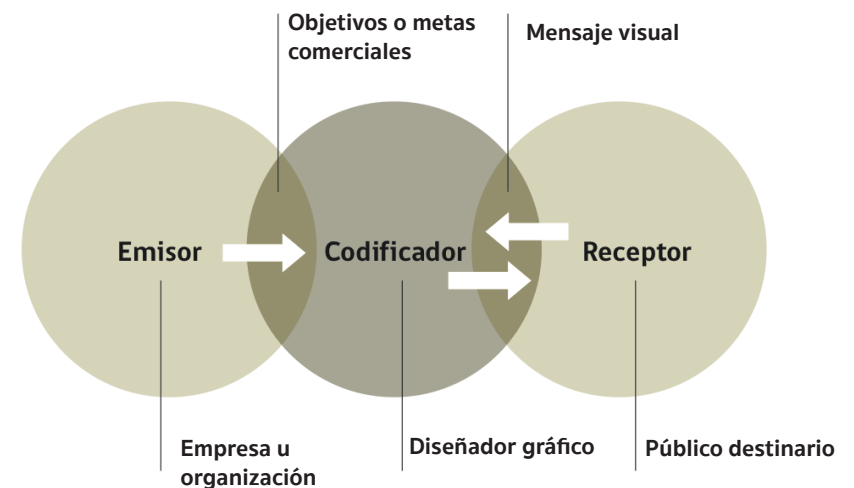 Objetivos o metas
comerciales
Mensaje visual
Emisor
Codificador
Receptor
Empresa u
organización
Diseñador gráfico
Público destinario